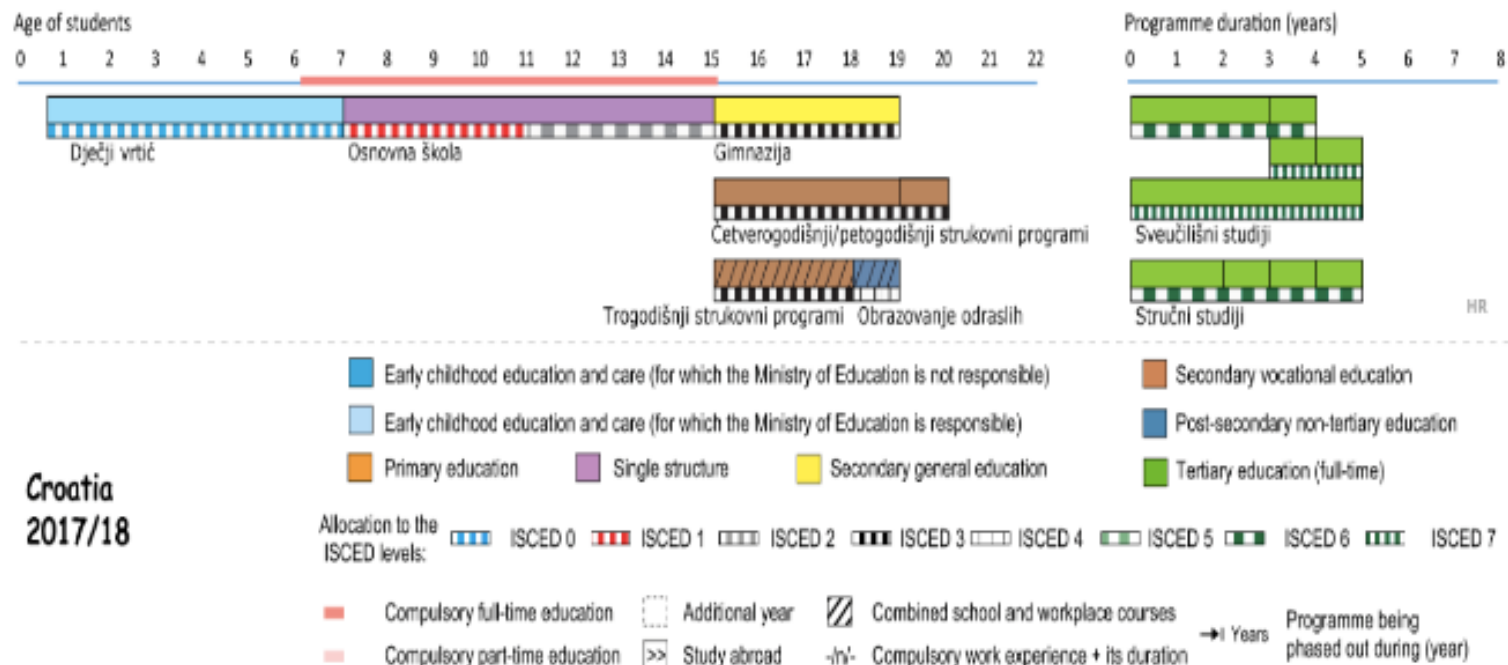 Age of students
Programme duration (years)
0 1 2 3 4 5 6 7 8 9 10 11 12 13 14 15 16 17 18 19 20 21 22
0 1 2 3 4 5 6 7 8
Dječji vrtić
Osnovna škola
Gimnazija
Četverogodišnji/petogodišnji strukovni programi
Sveučilišni studiji
Trogodišnji strukovni programi
Obrazovanje odraslih
Stručni studiji
HR
Early childhood education and care (for which the Ministry of Education is not responsible)
Secondary vocational education
Early childhood education and care (for which the Ministry of Education is responsible)
Post-secondary non-tertiary education
Primary education
Single structure
Secondary general education
Tertiary education (full-time)
Croatia
2017/18
Allocation to the
ISCED levels:
ISCED 0
ISCED 1
ISCED 2
ISCED 3
ISCED 4
ISCED 5
ISCED 6
ISCED 7
Compulsory full-time education
Additional year
Combined school and workplace courses
Years
Programme being
phased out during (year)
Compulsory part-time education
>> Study abroad
-/n/- Compulsory work experience + its duration